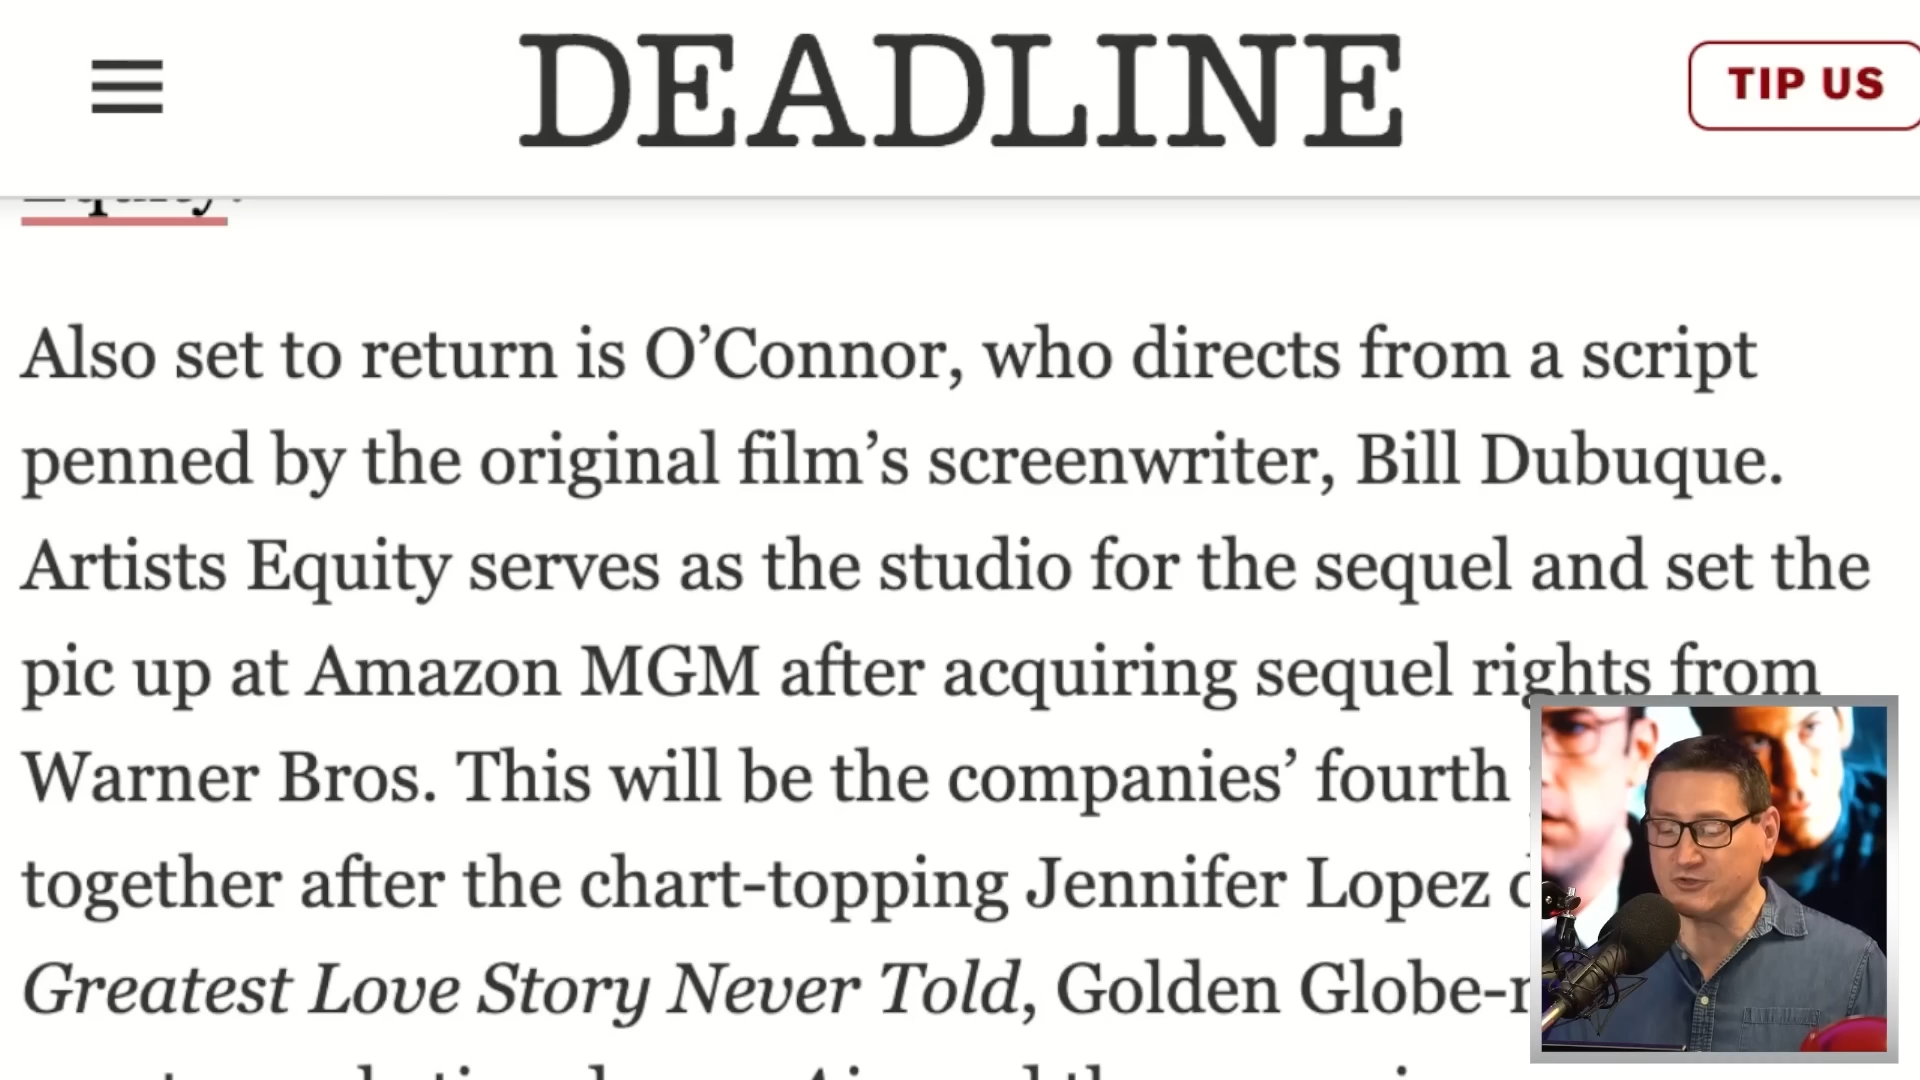 DEADLINE
TIP US
Equity.
Also set to return is O’Connor, who directs from a script
penned by the original film’s screenwriter, Bill Dubuque.
Artists Equity serves as the studio for the sequel and set the
pic up at Amazon MGM after acquiring sequel rights from
Warner Bros. This will be the companies’ fourth
together after the chart-topping Jennifer Lopez
Greatest Love Story Never Told, Golden Globe-